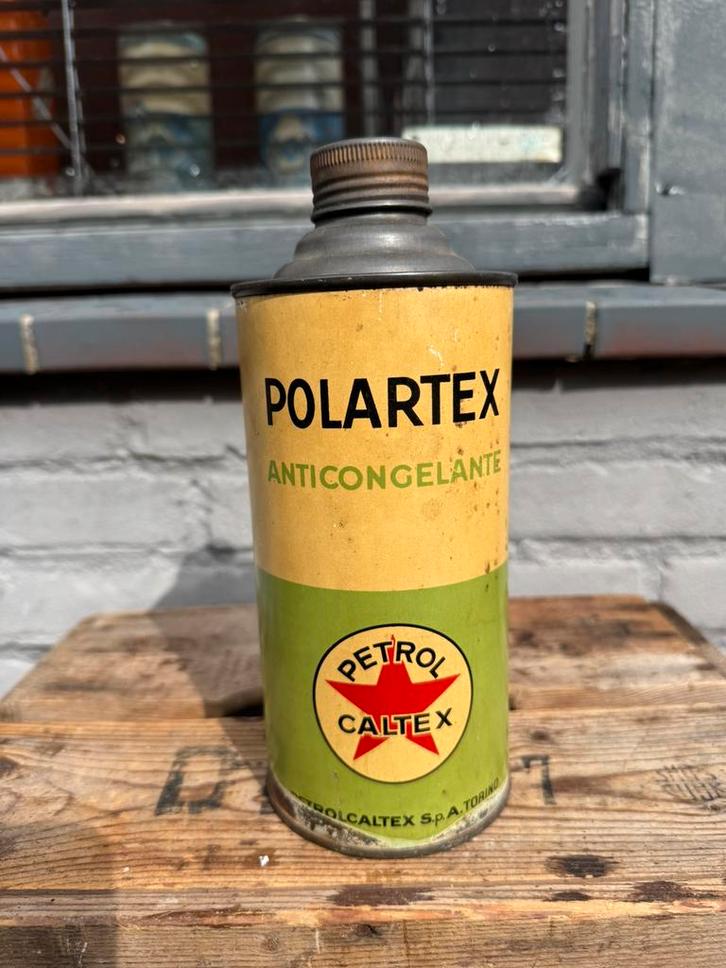 POLARTEX
ANTICONGELANTE
PETROL
CALTEX
PETROLCALTEX S.p.A. TORINO